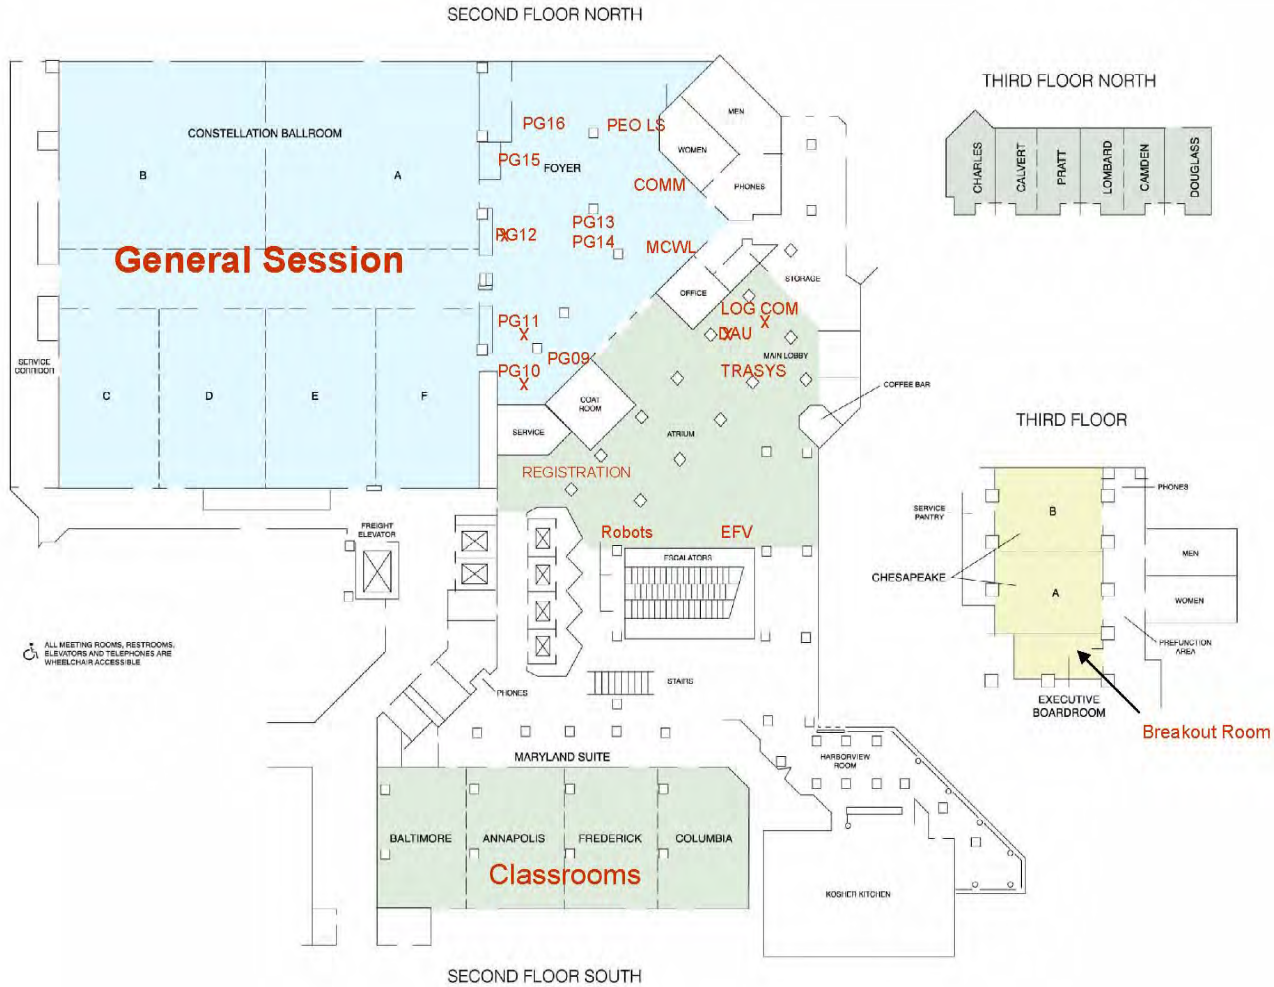 SECOND FLOOR NORTH
THIRD FLOOR NORTH
CONSTELLATION BALLROOM
B
A
General Session
C
D
E
F
SERVICE
CORRIDOR
PG16
PEO LS
PG15
FOYER
COMM
PG13
PG12
X
PG14
MCWL
PG11
X
PG09
PG10
X
MEN
WOMEN
PHONES
OFFICE
STORAGE
LOG COM
X
DAU
X
MAIN LOBBY
TRASYS
COFFEE BAR
COAT
ROOM
SERVICE
ATRIUM
REGISTRATION
Robots
EFV
ESCALATORS
FREIGHT
ELEVATOR
CHARLES
CALVERT
PRATT
LOMBARD
CAMDEN
DOUGLASS
THIRD FLOOR
PHONES
SERVICE
PANTRY
B
CHESAPEAKE
A
MEN
WOMEN
PREFUNCTION
AREA
EXECUTIVE
BOARDROOM
Breakout Room
ALL MEETING ROOMS, RESTROOMS,
ELEVATORS AND TELEPHONES ARE
WHEELCHAIR ACCESSIBLE
PHONES
STAIRS
MARYLAND SUITE
HARBORVIEW
ROOM
BALTIMORE
ANNAPOLIS
FREDERICK
COLUMBIA
Classrooms
KOSHER KITCHEN
SECOND FLOOR SOUTH